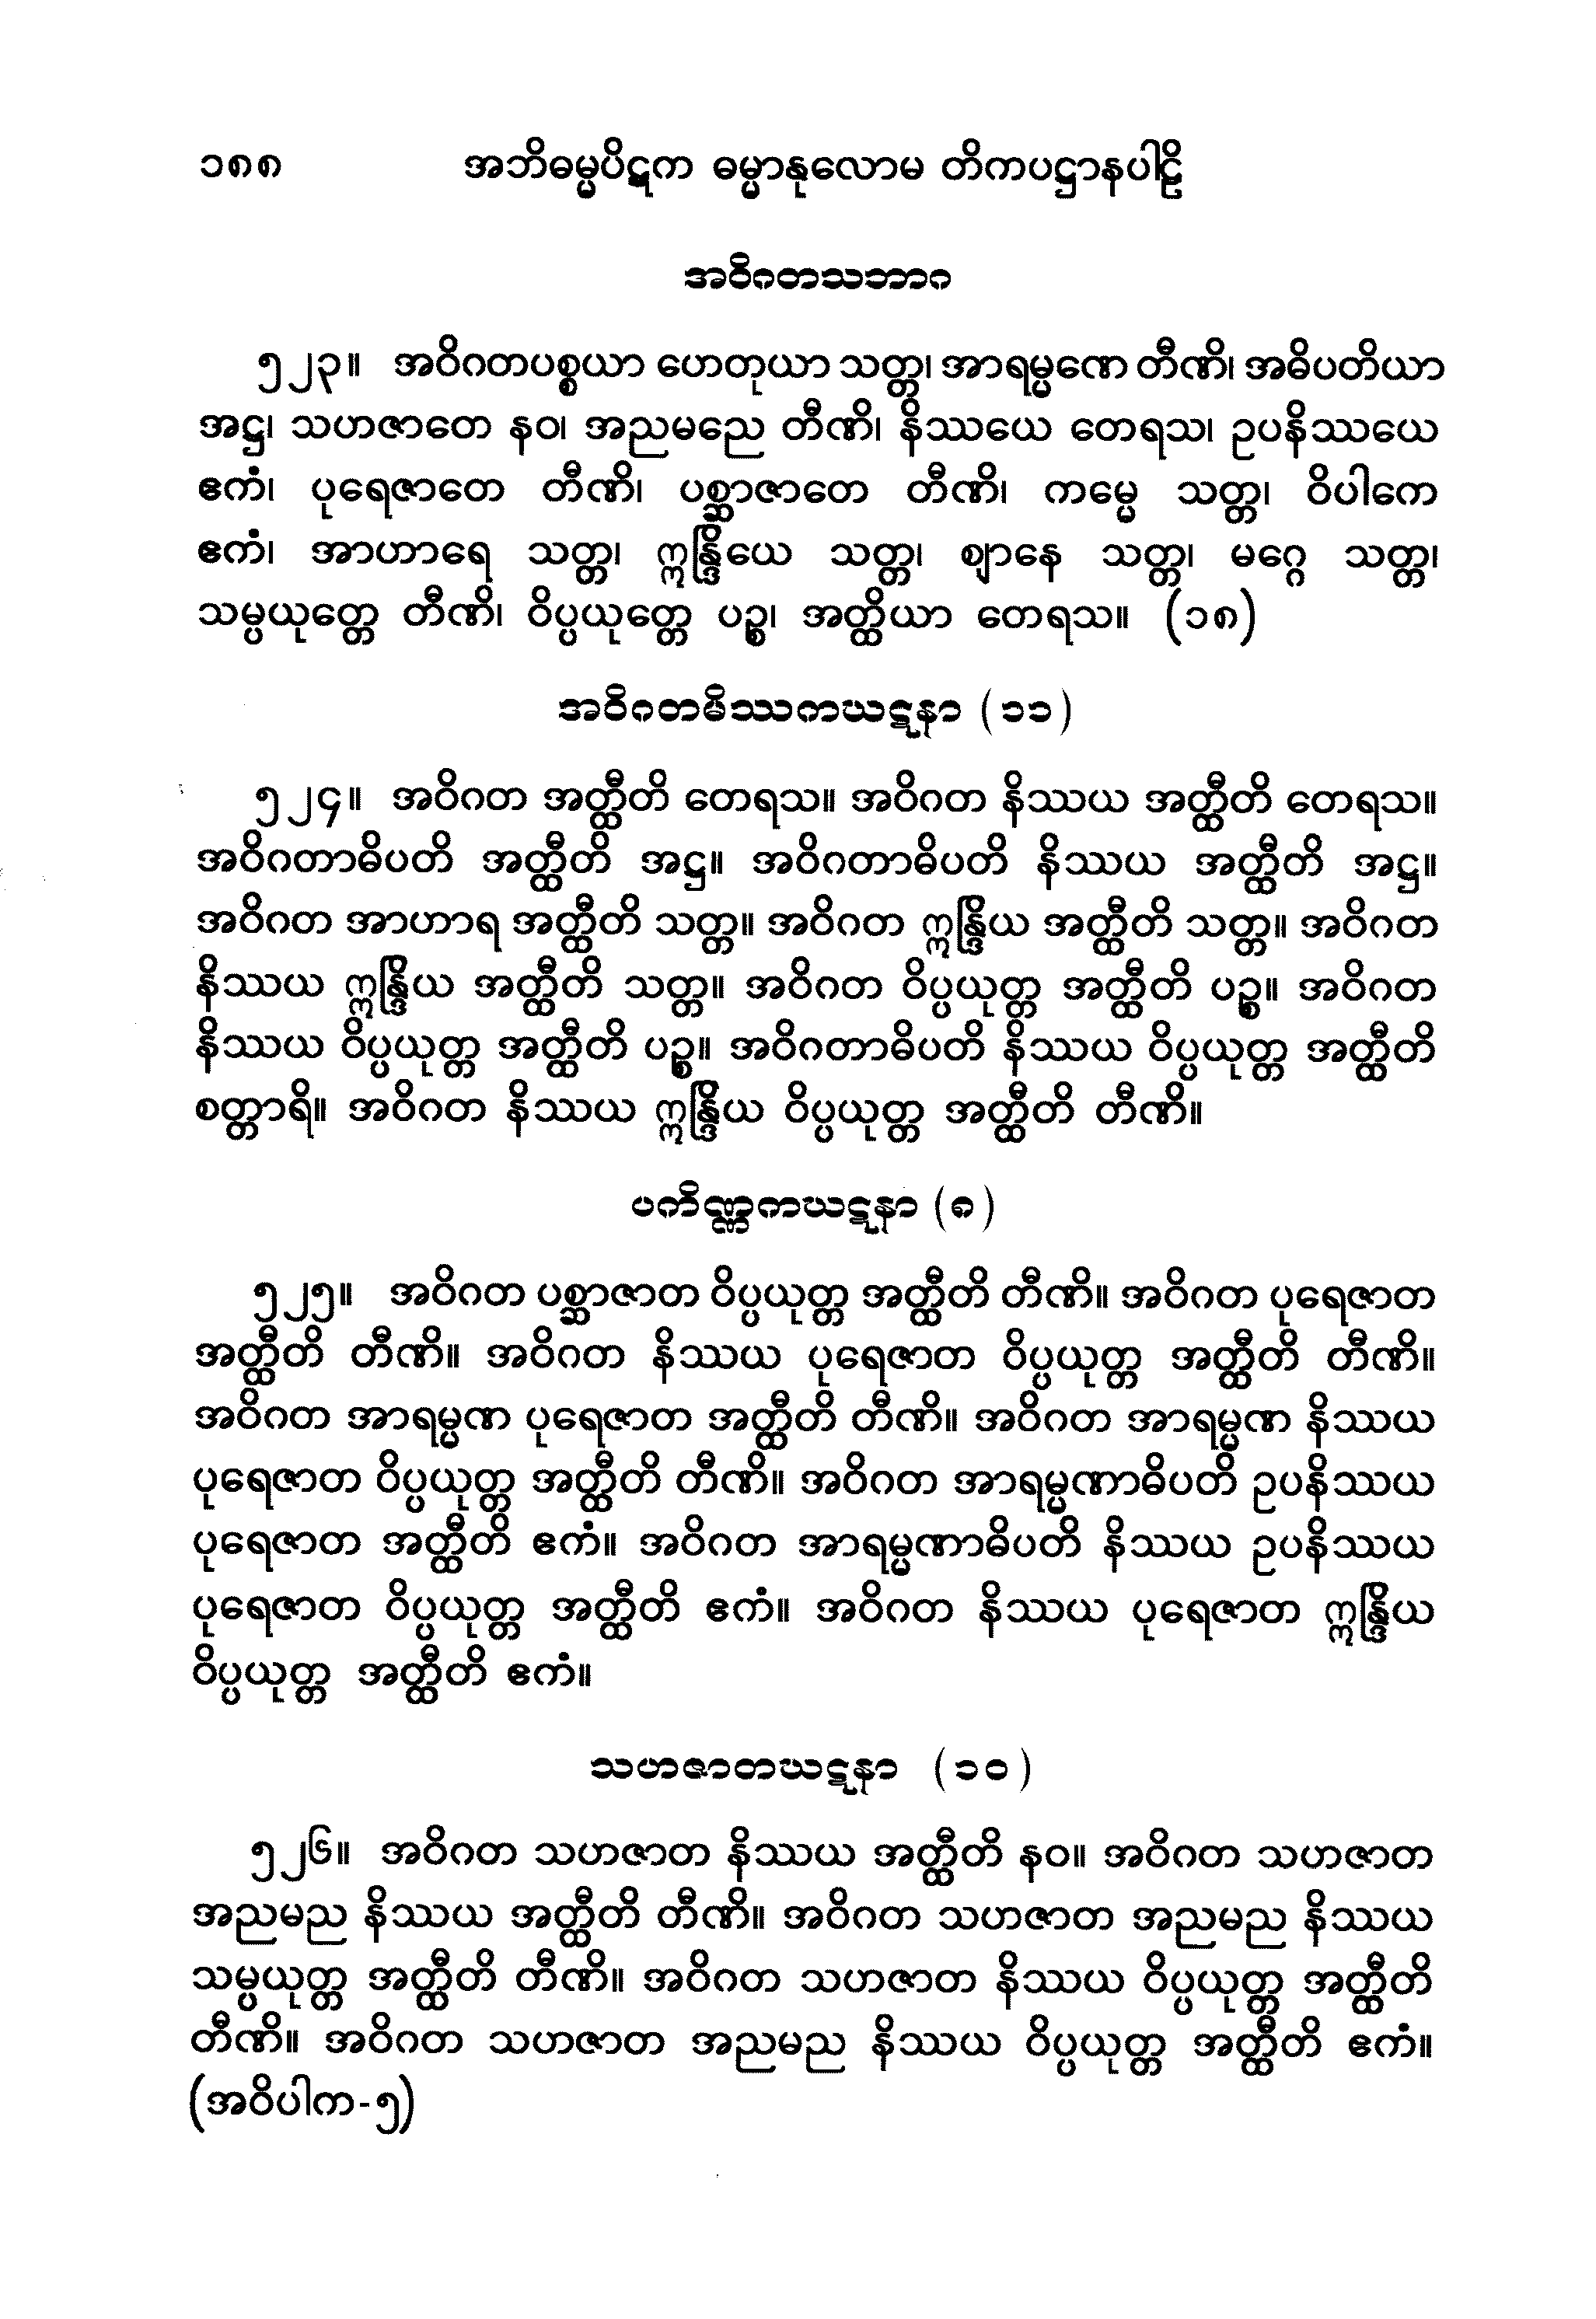 ၁၈၈ အဘိဓမ္မပိဋက ဓမ္မာနုလောမ တိကပဋ္ဌာနပါဠိ
အဝိဂတသဘာဂ
၅၂၃။ အဝိဂတပစ္စယာ ဟေတုယာ သတ္တ၊ အာရမ္မဏေ တီဏိ၊ အဓိပတိယာ
အဋ္ဌ၊ သဟဇာတေ နဝ၊ အညမညေ တီဏိ၊ နိဿယေ တေရသ၊ ဥပနိဿယေ
ဧကံ၊ ပုရေဇာတေ တီဏိ၊ ပစ္ဆာဇာတေ တီဏိ၊ ကမ္မေ သတ္တ၊ ဝိပါကေ
ဧကံ၊ အာဟာရေ သတ္တ၊ ဣန္ဒြိယေ သတ္တ၊ ဈာနေ သတ္တ၊ မဂ္ဂေ သတ္တ၊
သမ္ပယုတ္တေ တီဏိ၊ ဝိပ္ပယုတ္တေ ပဉ္စ၊ အတ္ထိယာ တေရသ။ (၁၈)
အဝိဂတမိဿကဃဋနာ (၁၁)
၅၂၄။ အဝိဂတ အတ္ထီတိ တေရသ။ အဝိဂတ နိဿယ အတ္ထီတိ တေရသ။
အဝိဂတာဓိပတိ အတ္ထီတိ အဋ္ဌ။ အဝိဂတာဓိပတိ နိဿယ အတ္ထီတိ အဋ္ဌ။
အဝိဂတ အာဟာရ အတ္ထီတိ သတ္တ။ အဝိဂတ ဣန္ဒြိယ အတ္ထီတိ သတ္တ။ အဝိဂတ
နိဿယ ဣန္ဒြိယ အတ္ထီတိ သတ္တ။ အဝိဂတ ဝိပ္ပယုတ္တ အတ္ထီတိ ပဉ္စ။ အဝိဂတ
နိဿယ ဝိပ္ပယုတ္တ အတ္ထီတိ ပဉ္စ။ အဝိဂတာဓိပတိ နိဿယ ဝိပ္ပယုတ္တ အတ္ထီတိ
စတ္တာရိ။ အဝိဂတ နိဿယ ဣန္ဒြိယ ဝိပ္ပယုတ္တ အတ္ထီတိ တီဏိ။
ပကိဏ္ဏကဃဋနာ (၈)
၅၂၅။ အဝိဂတ ပစ္ဆာဇာတ ဝိပ္ပယုတ္တ အတ္ထီတိ တီဏိ။ အဝိဂတ ပုရေဇာတ
အတ္ထီတိ တီဏိ။ အဝိဂတ နိဿယ ပုရေဇာတ ဝိပ္ပယုတ္တ အတ္ထီတိ တီဏိ။
အဝိဂတ အာရမ္မဏ ပုရေဇာတ အတ္ထီတိ တီဏိ။ အဝိဂတ အာရမ္မဏ နိဿယ
ပုရေဇာတ ဝိပ္ပယုတ္တ အတ္ထီတိ တီဏိ။ အဝိဂတ အာရမ္မဏာဓိပတိ ဥပနိဿယ
ပုရေဇာတ အတ္ထီတိ ဧကံ။ အဝိဂတ အာရမ္မဏာဓိပတိ နိဿယ ဥပနိဿယ
ပုရေဇာတ ဝိပ္ပယုတ္တ အတ္ထီတိ ဧကံ။ အဝိဂတ နိဿယ ပုရေဇာတ ဣန္ဒြိယ
ဝိပ္ပယုတ္တ အတ္ထီတိ ဧကံ။
သဟဇာတဃဋနာ (၁၀)
၅၂၆။ အဝိဂတ သဟဇာတ နိဿယ အတ္ထီတိ နဝ။ အဝိဂတ သဟဇာတ
အညမည နိဿယ အတ္ထီတိ တီဏိ။ အဝိဂတ သဟဇာတ အညမည နိဿယ
သမ္ပယုတ္တ အတ္ထီတိ တီဏိ။ အဝိဂတ သဟဇာတ နိဿယ ဝိပ္ပယုတ္တ အတ္ထီတိ
တီဏိ။ အဝိဂတ သဟဇာတ အညမည နိဿယ ဝိပ္ပယုတ္တ အတ္ထီတိ ဧကံ။
(အဝိပါက-၅)